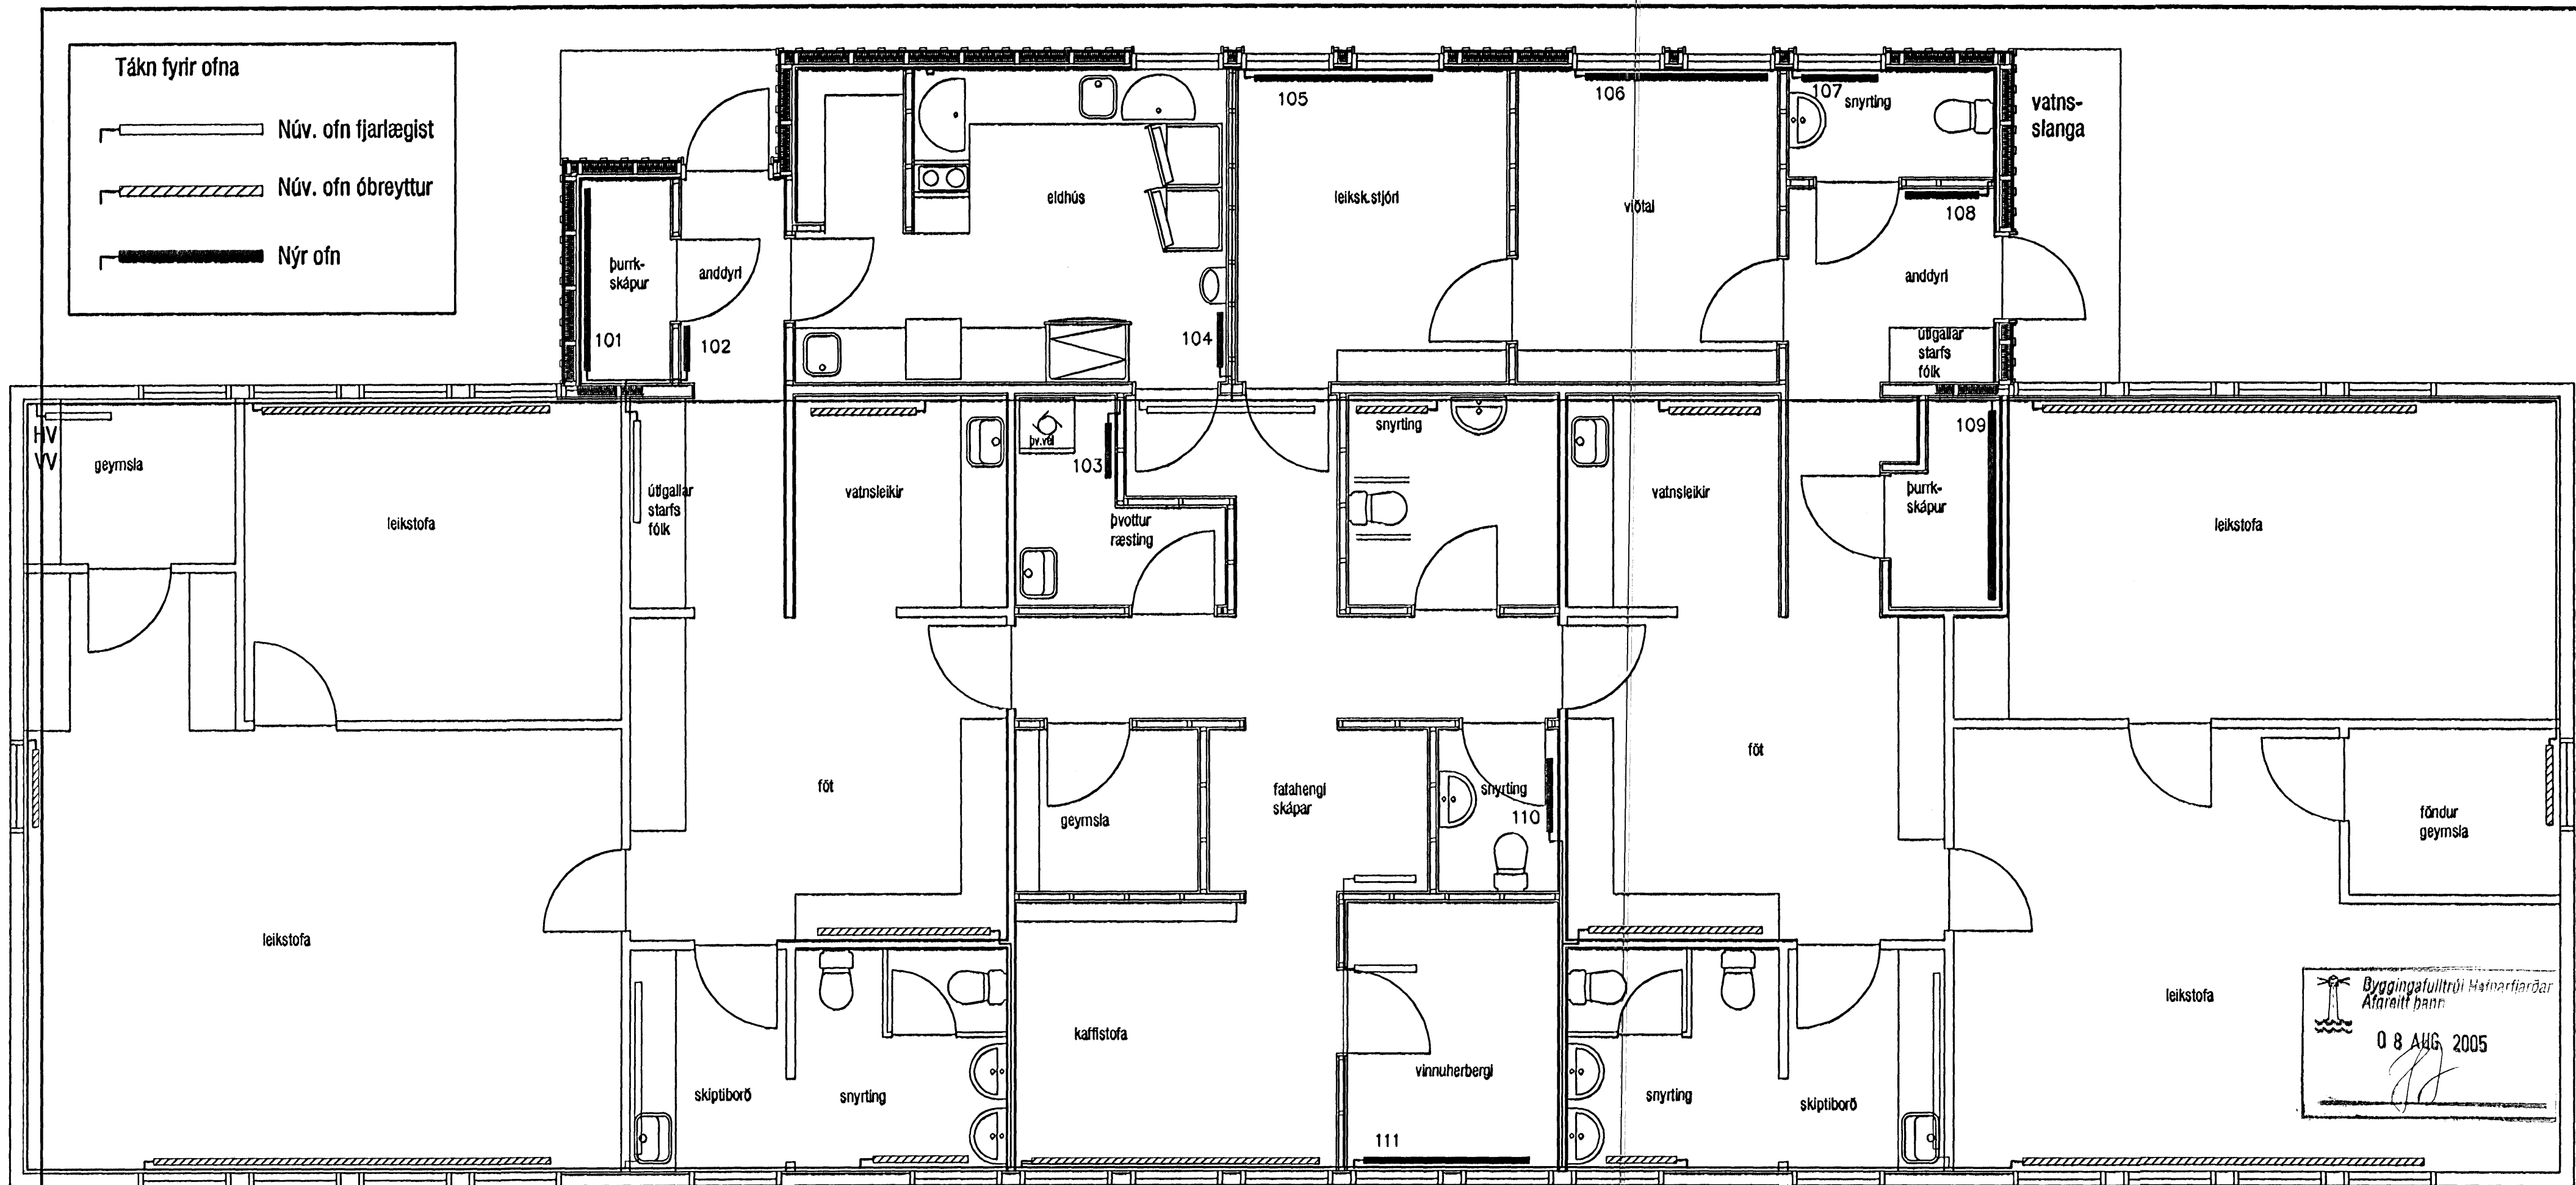 Tákn fyrir ofna
Núv. ofn fjarlægist
Núv. ofn óbreyttur
Nýr ofn
105
106
107
snyrting
vatns-
slanga
eldhús
leiksk.stjóri
viðtal
108
þurrk-
skápur
anddyri
anddyri
101
102
104
útigallar
starfs
fólk
HV
VV
geymsla
leikstofa
útigallar
starfs
fólk
vatnsleikir
þv.vél
103
þvottur
ræsting
snyrting
vatnsleikir
109
þurrk-
skápur
leikstofa
föt
geymsla
fatahengi
skápar
snyrting
110
föt
föndur
geymsla
leikstofa
kaffistofa
vinnuherbergi
111
skiptiborð
snyrting
snyrting
skiptiborð
leikstofa
Byggingafulltrúi Hafnarfjarðar
Afgreitt þann
08 AUG 2005